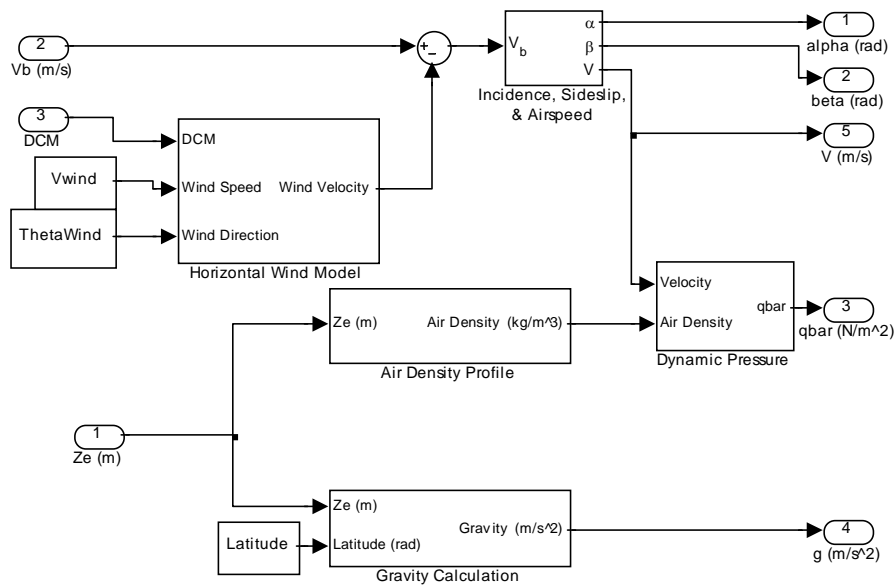 2
Vb (m/s)
3
DCM
Vwind
ThetaWind
DCM
Wind Speed
Wind Direction
Wind Velocity
Horizontal Wind Model
+
−
V_b
α
β
V
Incidence, Sideslip,
& Airspeed
1
alpha (rad)
2
beta (rad)
5
V (m/s)
Velocity
Air Density
qbar
Dynamic Pressure
3
qbar (N/m^2)
Ze (m)
Air Density (kg/m^3)
Air Density Profile
1
Ze (m)
Latitude
Ze (m)
Latitude (rad)
Gravity (m/s^2)
Gravity Calculation
4
g (m/s^2)